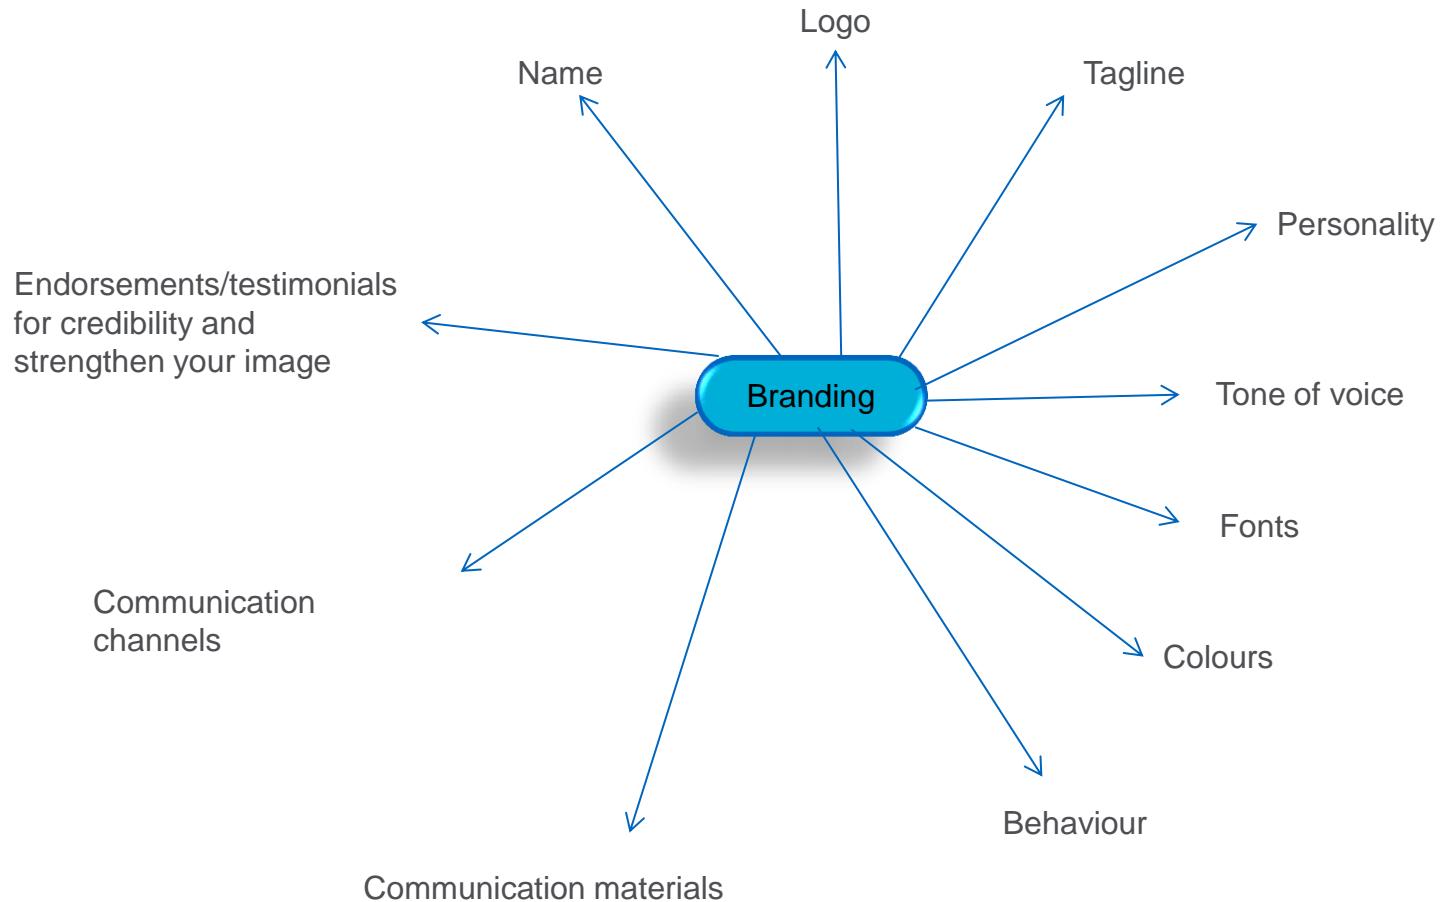 Logo
Name
Tagline
Personality
Endorsements/testimonials
for credibility and
strengthen your image
Branding
Tone of voice
Fonts
Communication
channels
Colours
Behaviour
Communication materials